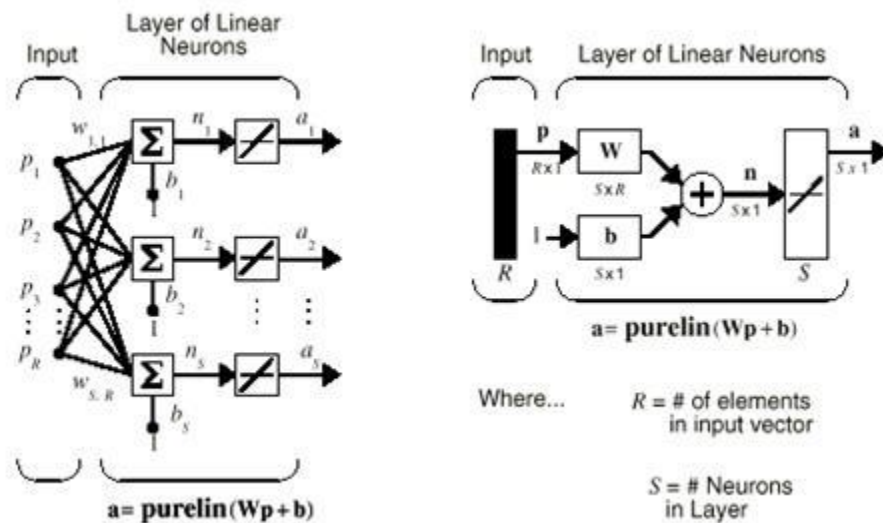 Input
Layer of Linear
Neurons
w1,1
n1
a1
p1
b1
1
p2
n2
a2
p3
b2
1
pR
nS
aS
wS, R
bS
1
a= purelin(Wp+b)
Input
Layer of Linear Neurons
p
a
W
R×1
S×R
n
S×1
S×1
1
b
R
S×1
S
a= purelin(Wp+b)
Where...
R = # of elements
in input vector
S = # Neurons
in Layer